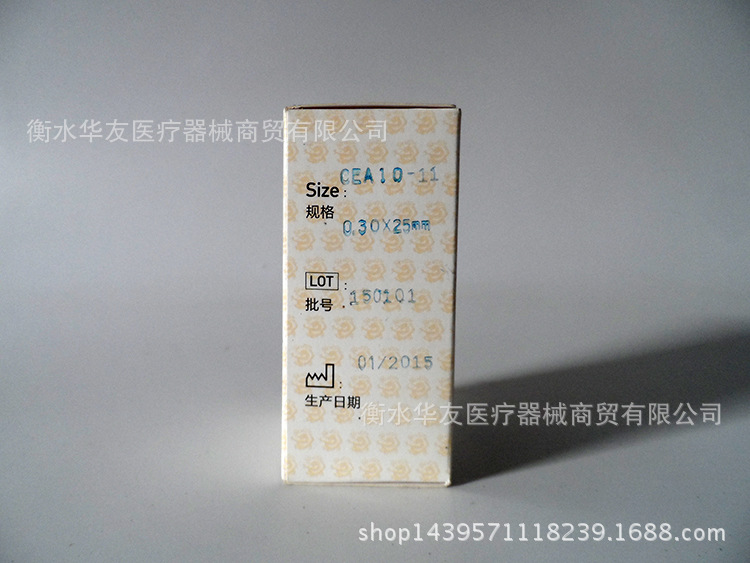 衡水华友医疗器械商贸有限公司
CEA10-11
Size :
规格
0.30×25mm
LOT :
批号 . 150101
01/2015
:
生产日期 .
衡水华友医疗器械商贸有限公司
shop1439571118239.1688.com